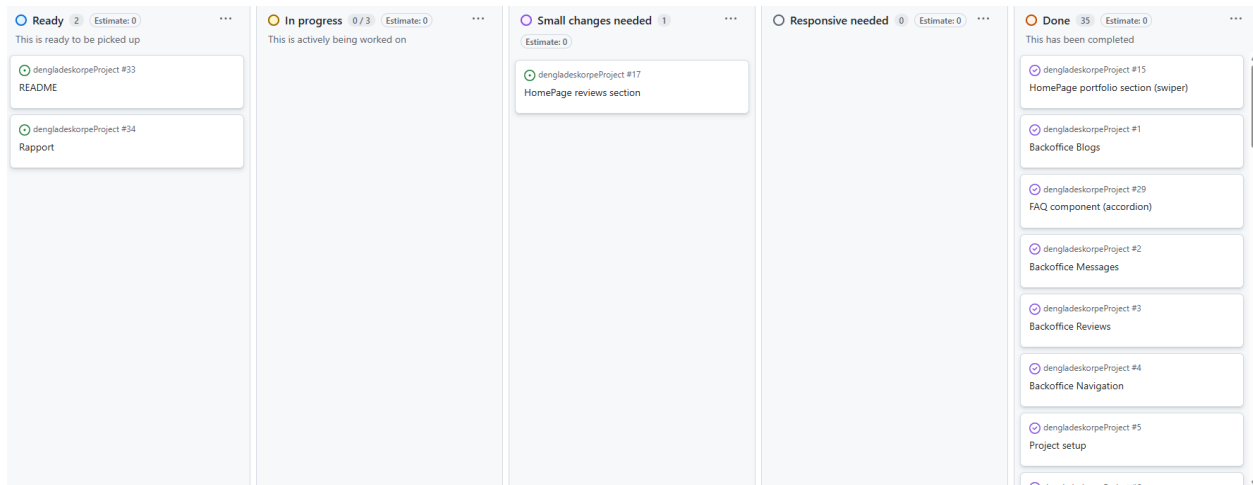 Ready 2 Estimate: 0
This is ready to be picked up
dengladeskorpeProject #33
README
dengladeskorpeProject #34
Rapport
In progress 0 / 3 Estimate: 0
This is actively being worked on
Small changes needed 1
Estimate: 0
dengladeskorpeProject #17
HomePage reviews section
Responsive needed 0 Estimate: 0
Done 35 Estimate: 0
This has been completed
dengladeskorpeProject #15
HomePage portfolio section (swiper)
dengladeskorpeProject #1
Backoffice Blogs
dengladeskorpeProject #29
FAQ component (accordion)
dengladeskorpeProject #2
Backoffice Messages
dengladeskorpeProject #3
Backoffice Reviews
dengladeskorpeProject #4
Backoffice Navigation
dengladeskorpeProject #5
Project setup